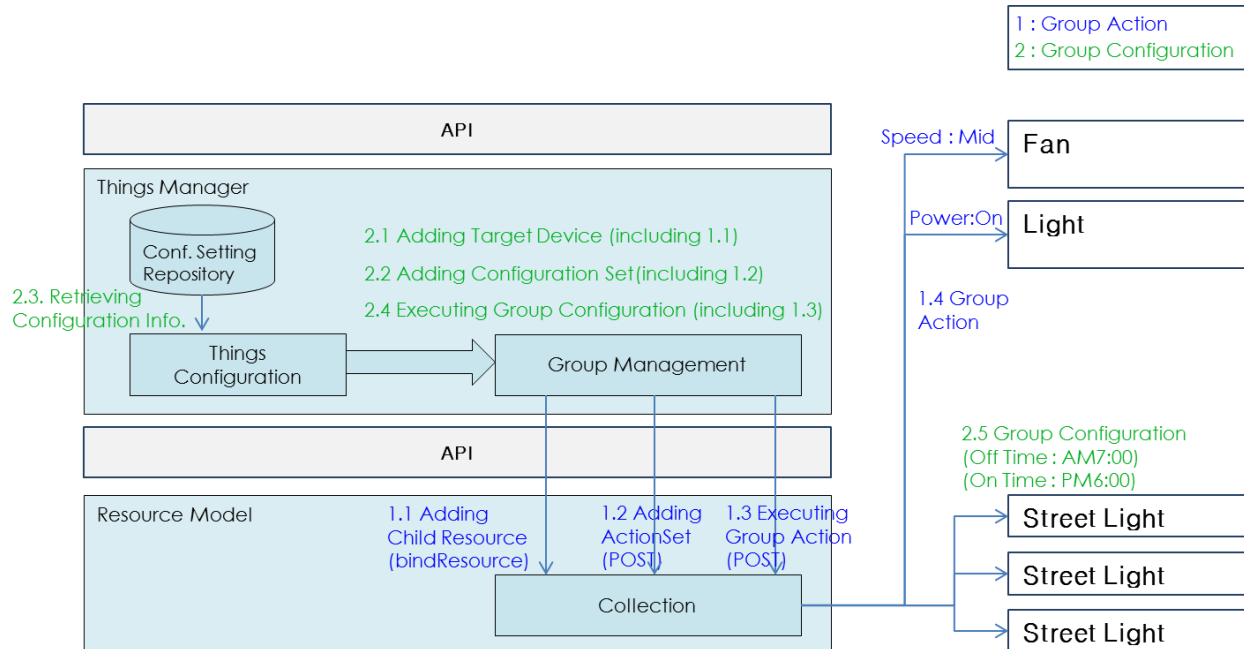 1 : Group Action
2 : Group Configuration
API
Things Manager
Conf. Setting
Repository
2.1 Adding Target Device (including 1.1)
2.2 Adding Configuration Set(including 1.2)
2.4 Executing Group Configuration (including 1.3)
2.3. Retrieving
Configuration Info.
Things
Configuration
Group Management
API
Resource Model
1.1 Adding
Child Resource
(bindResource)
1.2 Adding
ActionSet
(POST)
1.3 Executing
Group Action
(POST)
Collection
Speed : Mid
Fan
Power:On
Light
1.4 Group
Action
2.5 Group Configuration
(Off Time : AM7:00)
(On Time : PM6:00)
Street Light
Street Light
Street Light